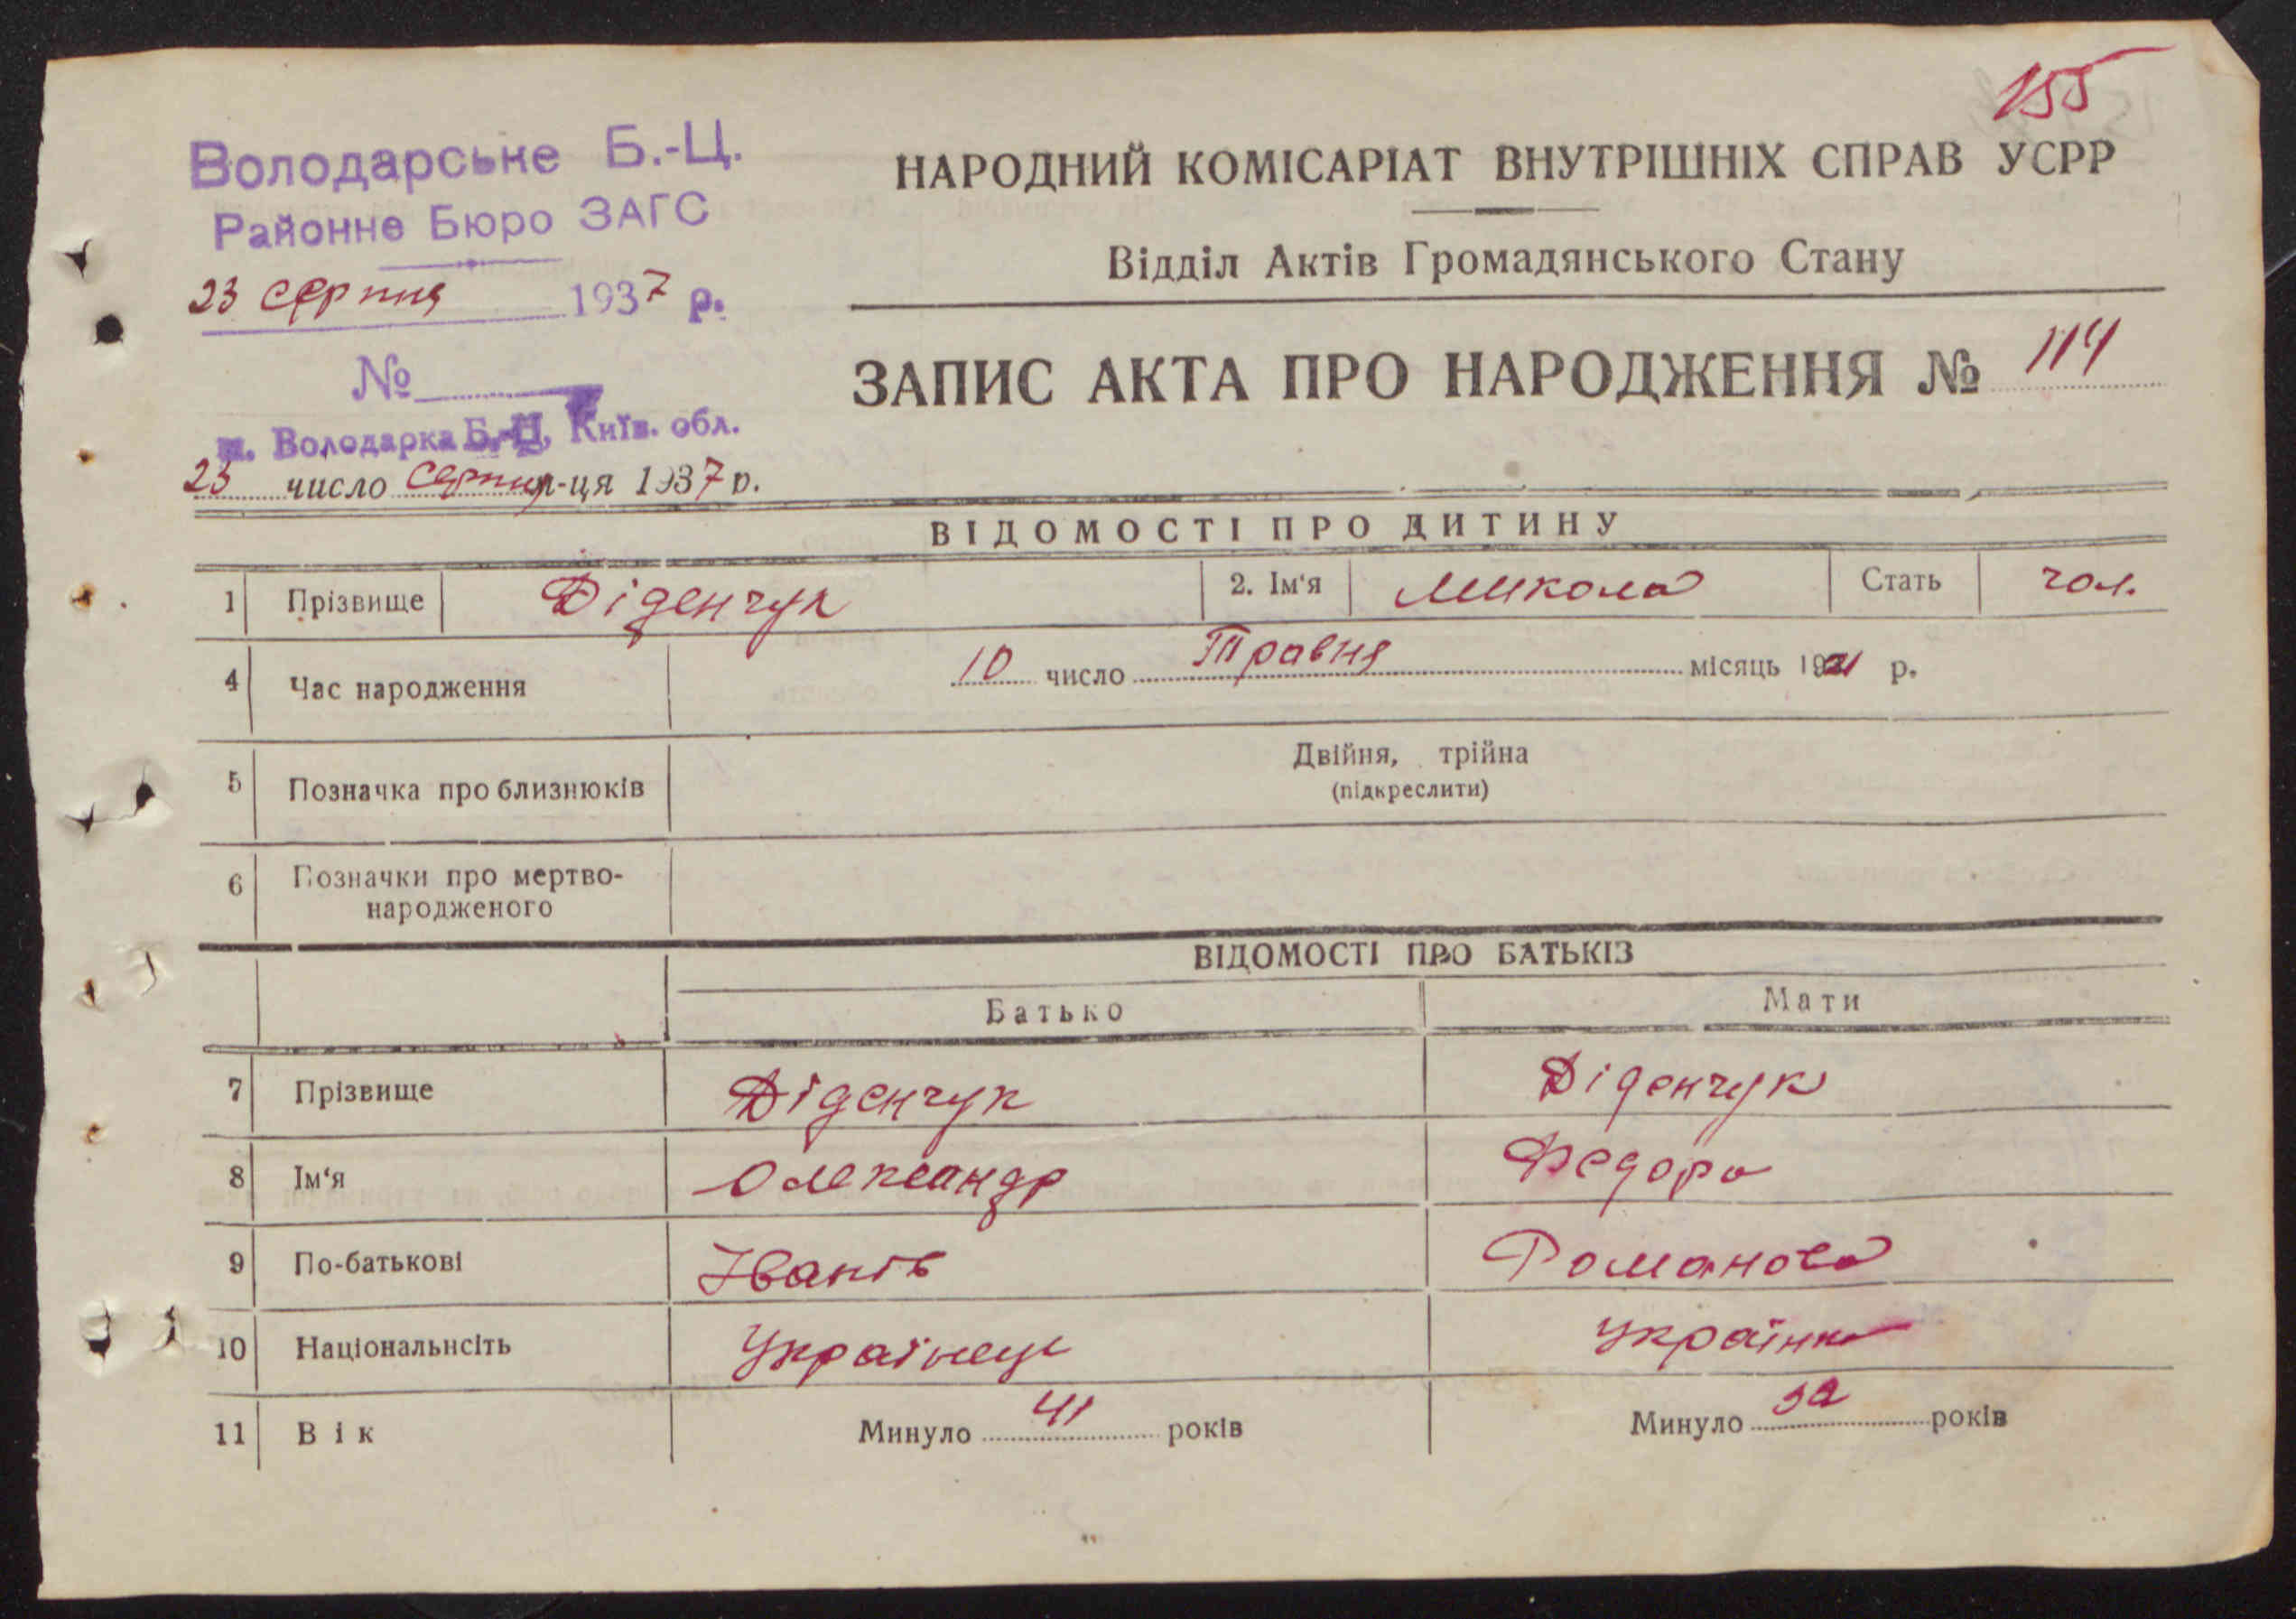 155
Володарське Б.-Ц.
Районне Бюро ЗАГС
23 серпня 1937 р.
№
м. Володарка Б.-Ц. Київ. обл.
23 число серпня м-ця 1937 р.
НАРОДНИЙ КОМІСАРІАТ ВНУТРІШНІХ СПРАВ УСРР
Відділ Актів Громадянського Стану
ЗАПИС АКТА ПРО НАРОДЖЕННЯ № 114
ВІДОМОСТІ ПРО ДИТИНУ
1 Прізвище Діденчук 2. Ім‘я Микола Стать чол.
4 Час народження 10 число Травня місяць 1921 р.
5 Позначка про близнюків Двійня, трійна
(підкреслити)
6 Позначки про мертво-
народженого
ВІДОМОСТІ ПРО БАТЬКІЗ
Батько Мати
7 Прізвище Діденчук Діденчук
8 Ім‘я Олександр Федора
9 По-батькові Іванів Романова
10 Національнсіть Українец Українка
11 Вік Минуло 41 років Минуло років